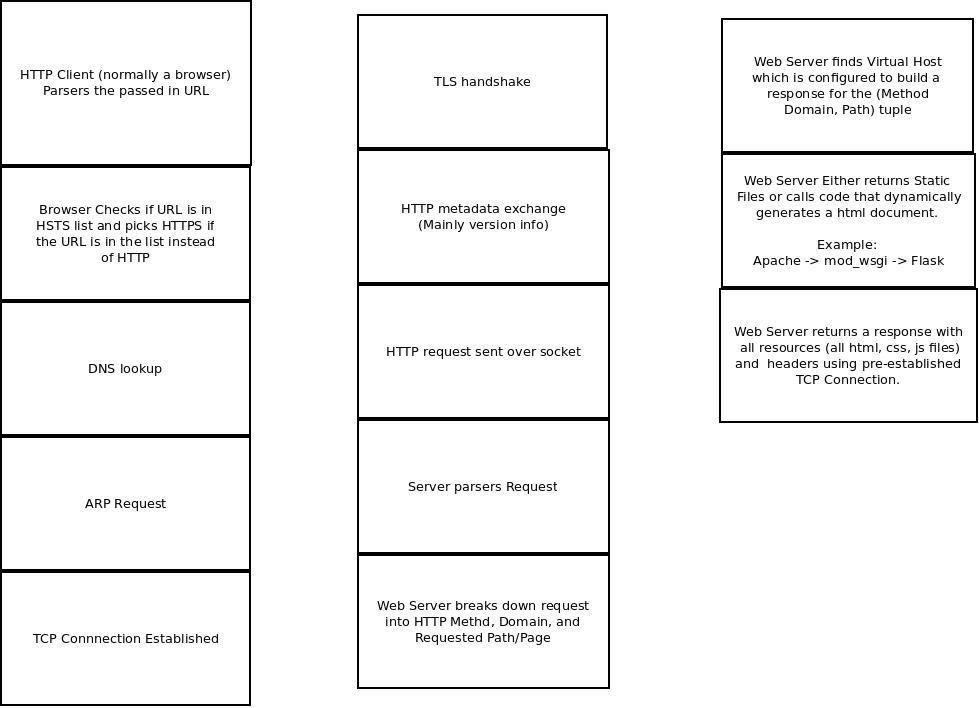 HTTP Client (normally a browser)
Parsers the passed in URL
Browser Checks if URL is in
HSTS list and picks HTTPS if
the URL is in the list instead
of HTTP
DNS lookup
ARP Request
TCP Connnection Established
TLS handshake
HTTP metadata exchange
(Mainly version info)
HTTP request sent over socket
Server parsers Request
Web Server breaks down request
into HTTP Methd, Domain, and
Requested Path/Page
Web Server finds Virtual Host
which is configured to build a
response for the (Method
Domain, Path) tuple
Web Server Either returns Static
Files or calls code that dynamically
generates a html document.
Example:
Apache -> mod_wsgi -> Flask
Web Server returns a response with
all resources (all html, css, js files)
and headers using pre-established
TCP Connection.